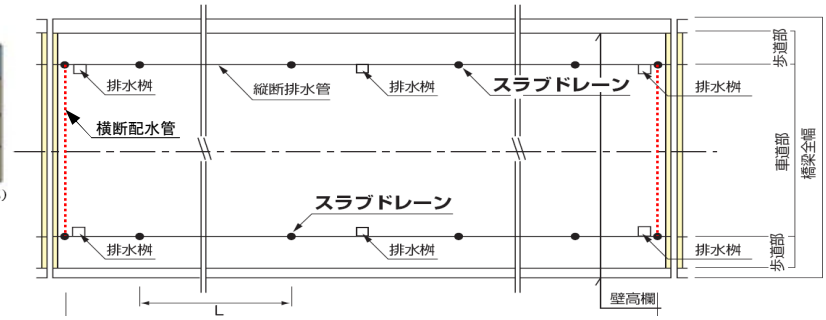 排水桝
縦断排水管
排水桝
スラブドレーン
排水桝
歩道部
横断配水管
車道部
橋梁全幅
スラブドレーン
排水桝
排水桝
排水桝
歩道部
L
壁高欄
)